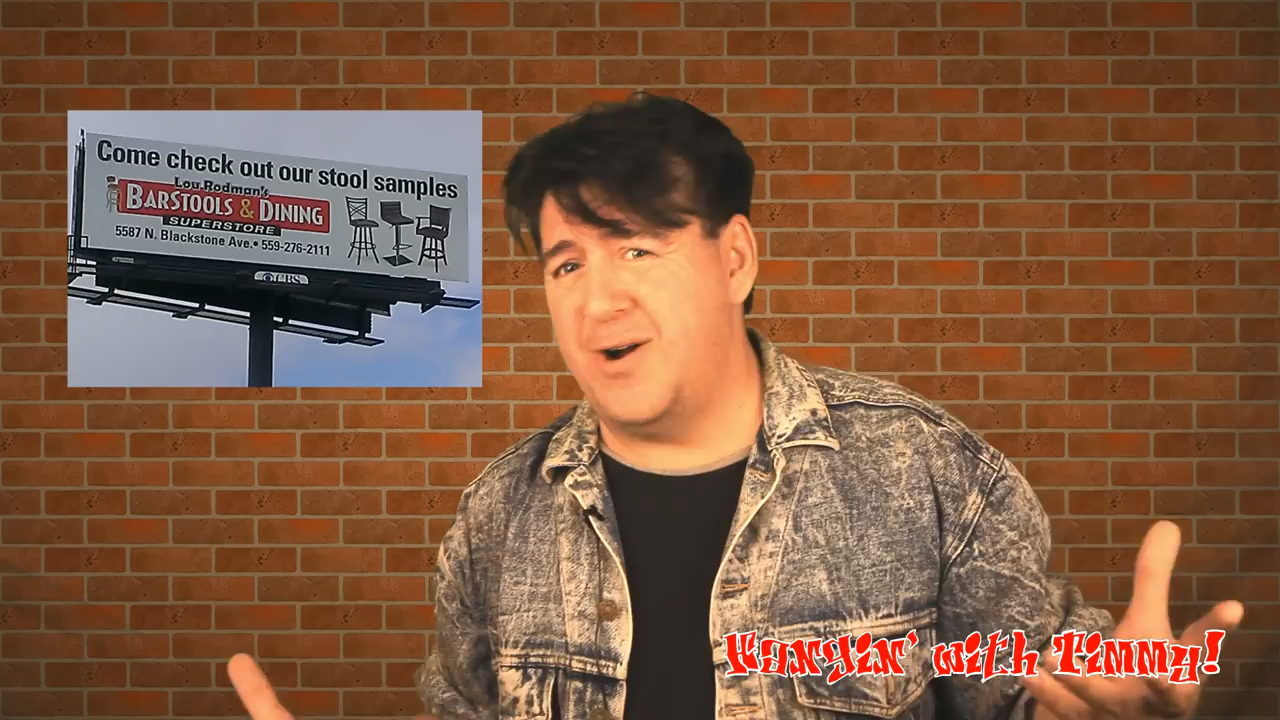 Come check out our stool samples
Lou Rodman's
BARSTOOLS & DINING
SUPERSTORE
5587 N. Blackstone Ave. • 559-276-2111
CBS
Hangin' with Timmy!